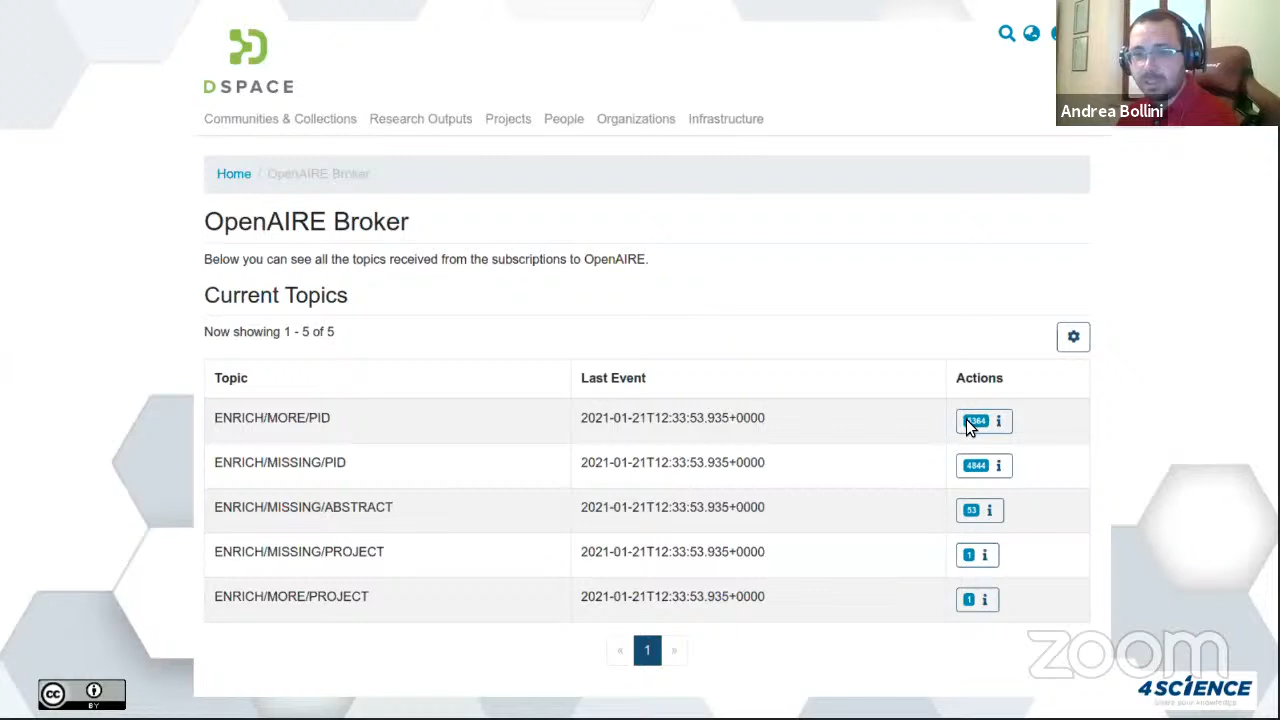 DSPACE
Andrea Bollini
Communities & Collections Research Outputs Projects People Organizations Infrastructure
Home / OpenAIRE Broker
OpenAIRE Broker
Below you can see all the topics received from the subscriptions to OpenAIRE.
Current Topics
Now showing 1 - 5 of 5
Topic Last Event Actions
ENRICH/MORE/PID 2021-01-21T12:33:53.935+0000
ENRICH/MISSING/PID 2021-01-21T12:33:53.935+0000 4844 i
ENRICH/MISSING/ABSTRACT 2021-01-21T12:33:53.935+0000 53 i
ENRICH/MISSING/PROJECT 2021-01-21T12:33:53.935+0000 1 i
ENRICH/MORE/PROJECT 2021-01-21T12:33:53.935+0000 1 i
« 1 »
zoom
4SCIENCE
cc BY